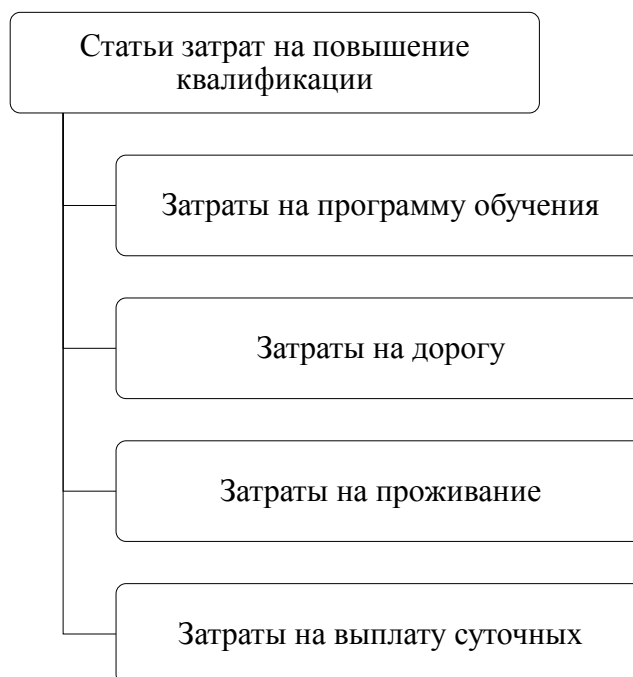 Статьи затрат на повышение
квалификации
Затраты на программу обучения
Затраты на дорогу
Затраты на проживание
Затраты на выплату суточных